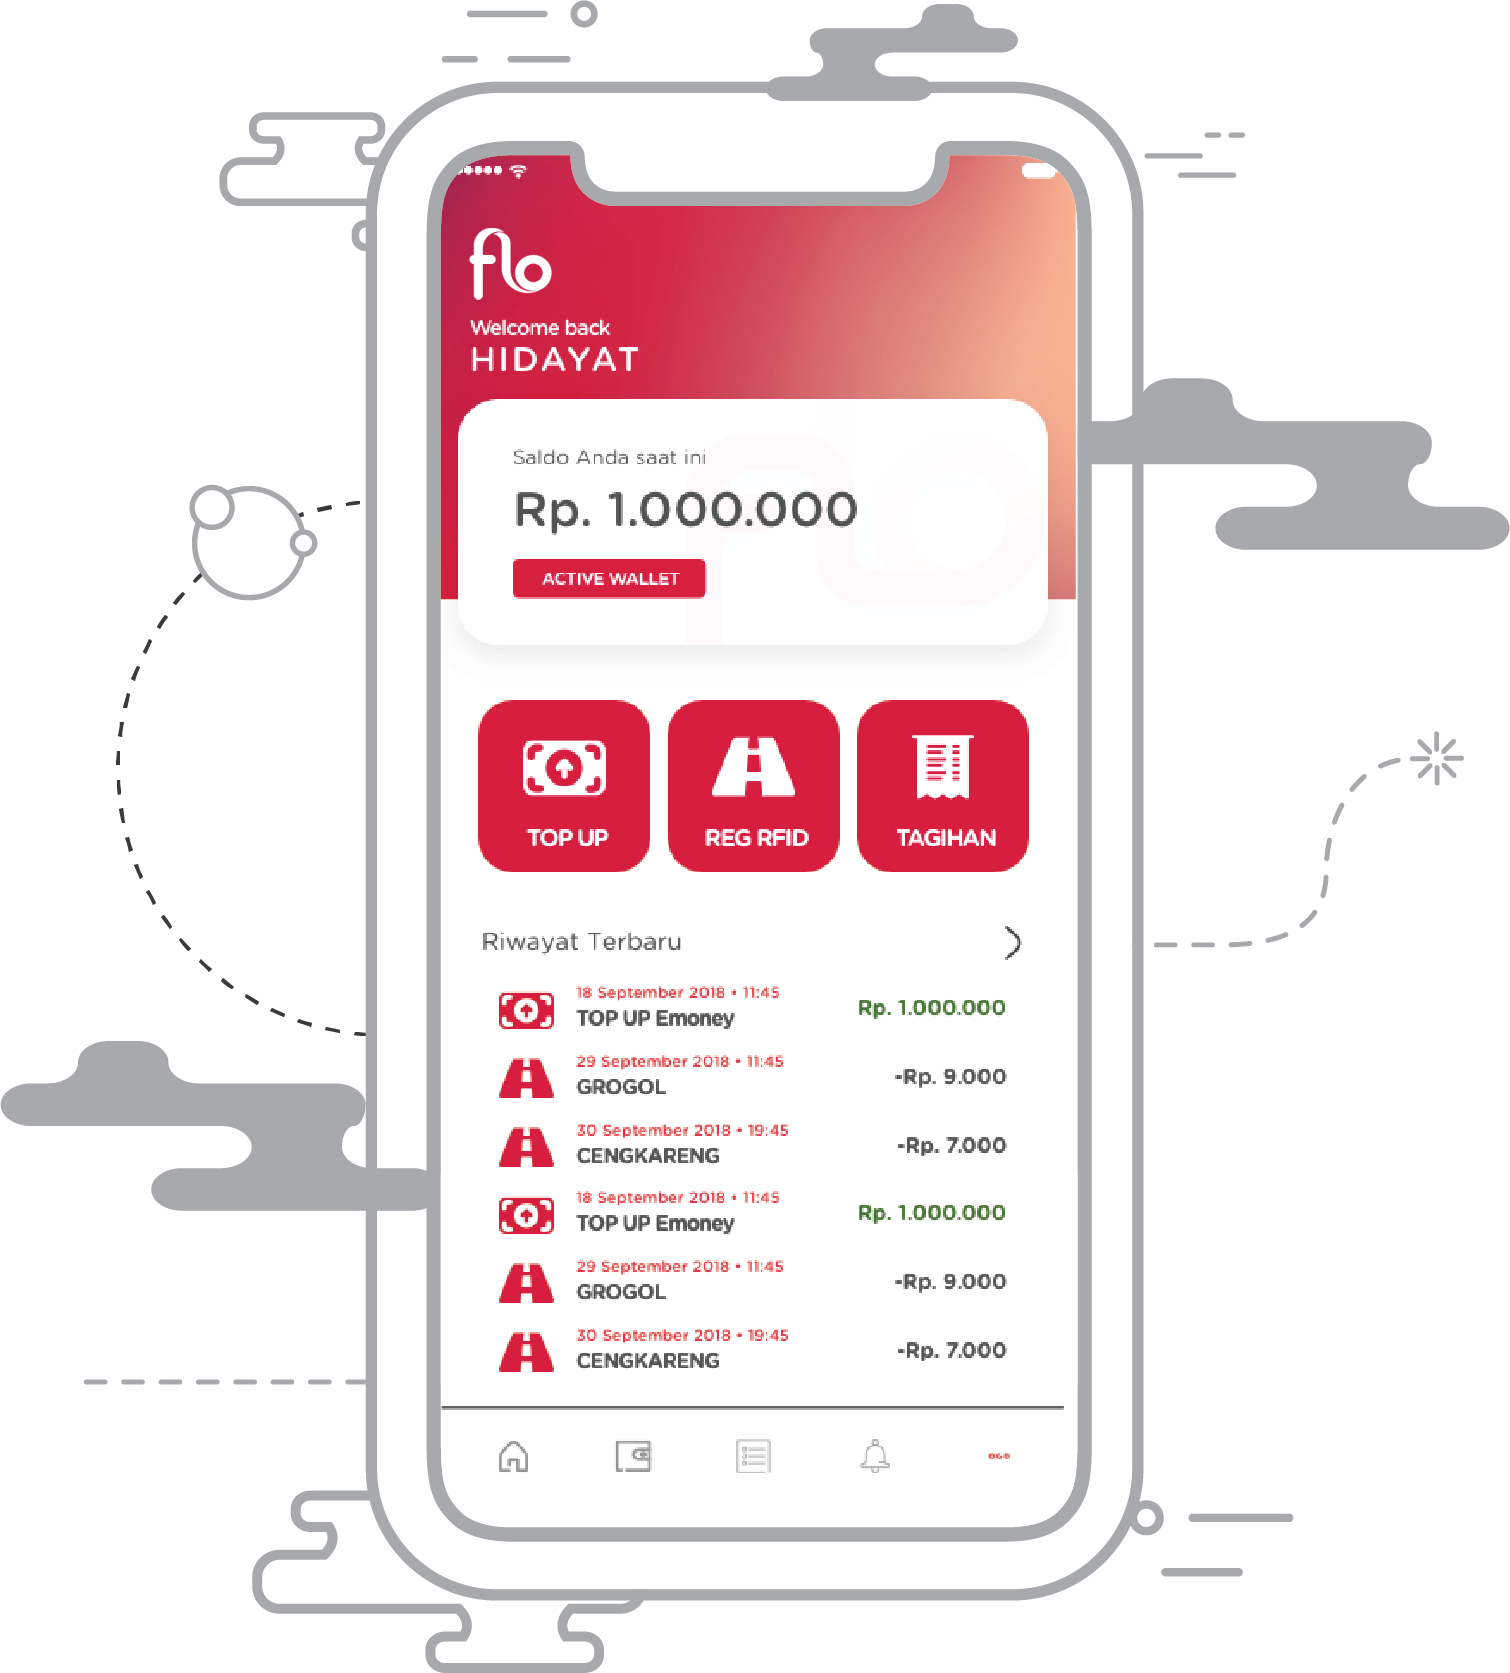 flo
Welcome back
HIDAYAT
Saldo Anda saat ini
Rp. 1.000.000
ACTIVE WALLET
TOP UP
REG RFID
TAGIHAN
Riwayat Terbaru
18 September 2018 • 11:45
TOP UP Emoney
Rp. 1.000.000
29 September 2018 • 11:45
GROGOL
-Rp. 9.000
30 September 2018 • 19:45
CENGKARENG
-Rp. 7.000
18 September 2018 • 11:45
TOP UP Emoney
Rp. 1.000.000
29 September 2018 • 11:45
GROGOL
-Rp. 9.000
30 September 2018 • 19:45
CENGKARENG
-Rp. 7.000